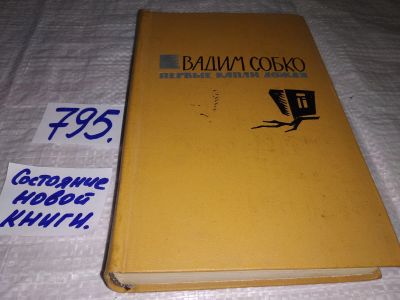 ВАДИМ СОБКО
ПЕРВЫЕ КАПЛИ ДОЖДЯ
795.
Состояние
новой
книги.